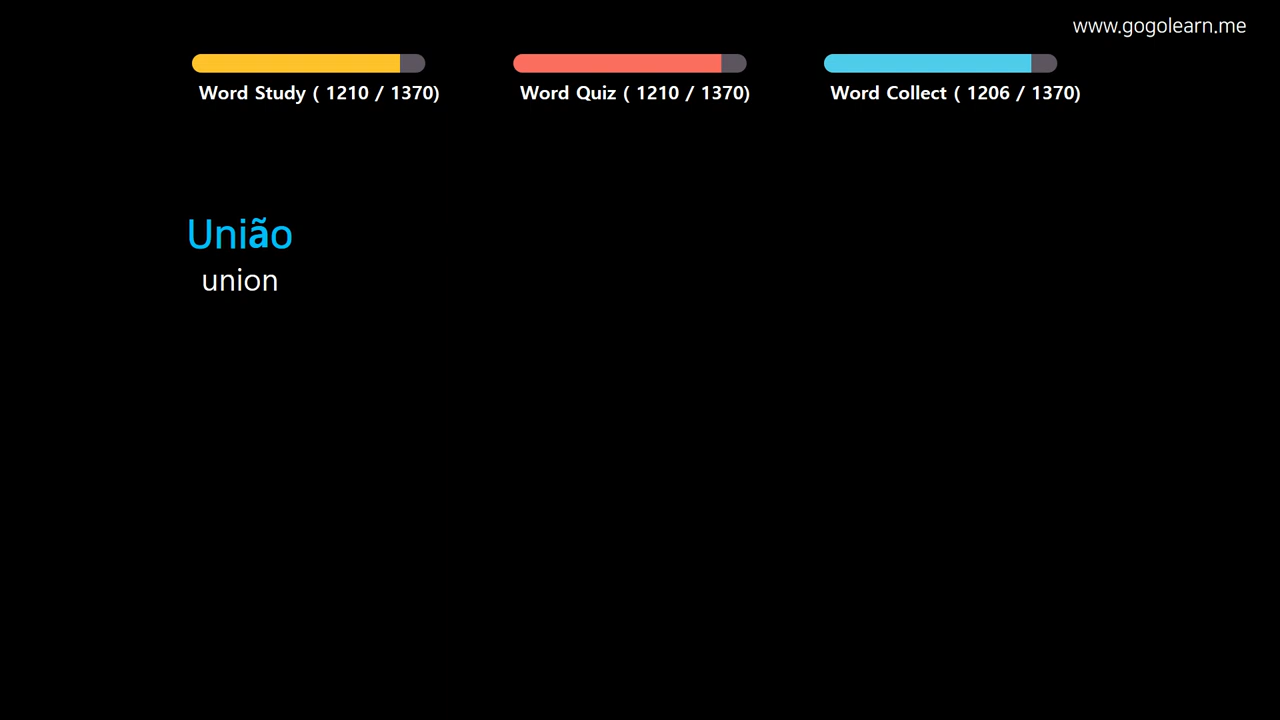 www.gogolearn.me
Word Study ( 1210 / 1370)
Word Quiz ( 1210 / 1370)
Word Collect ( 1206 / 1370)
União
union